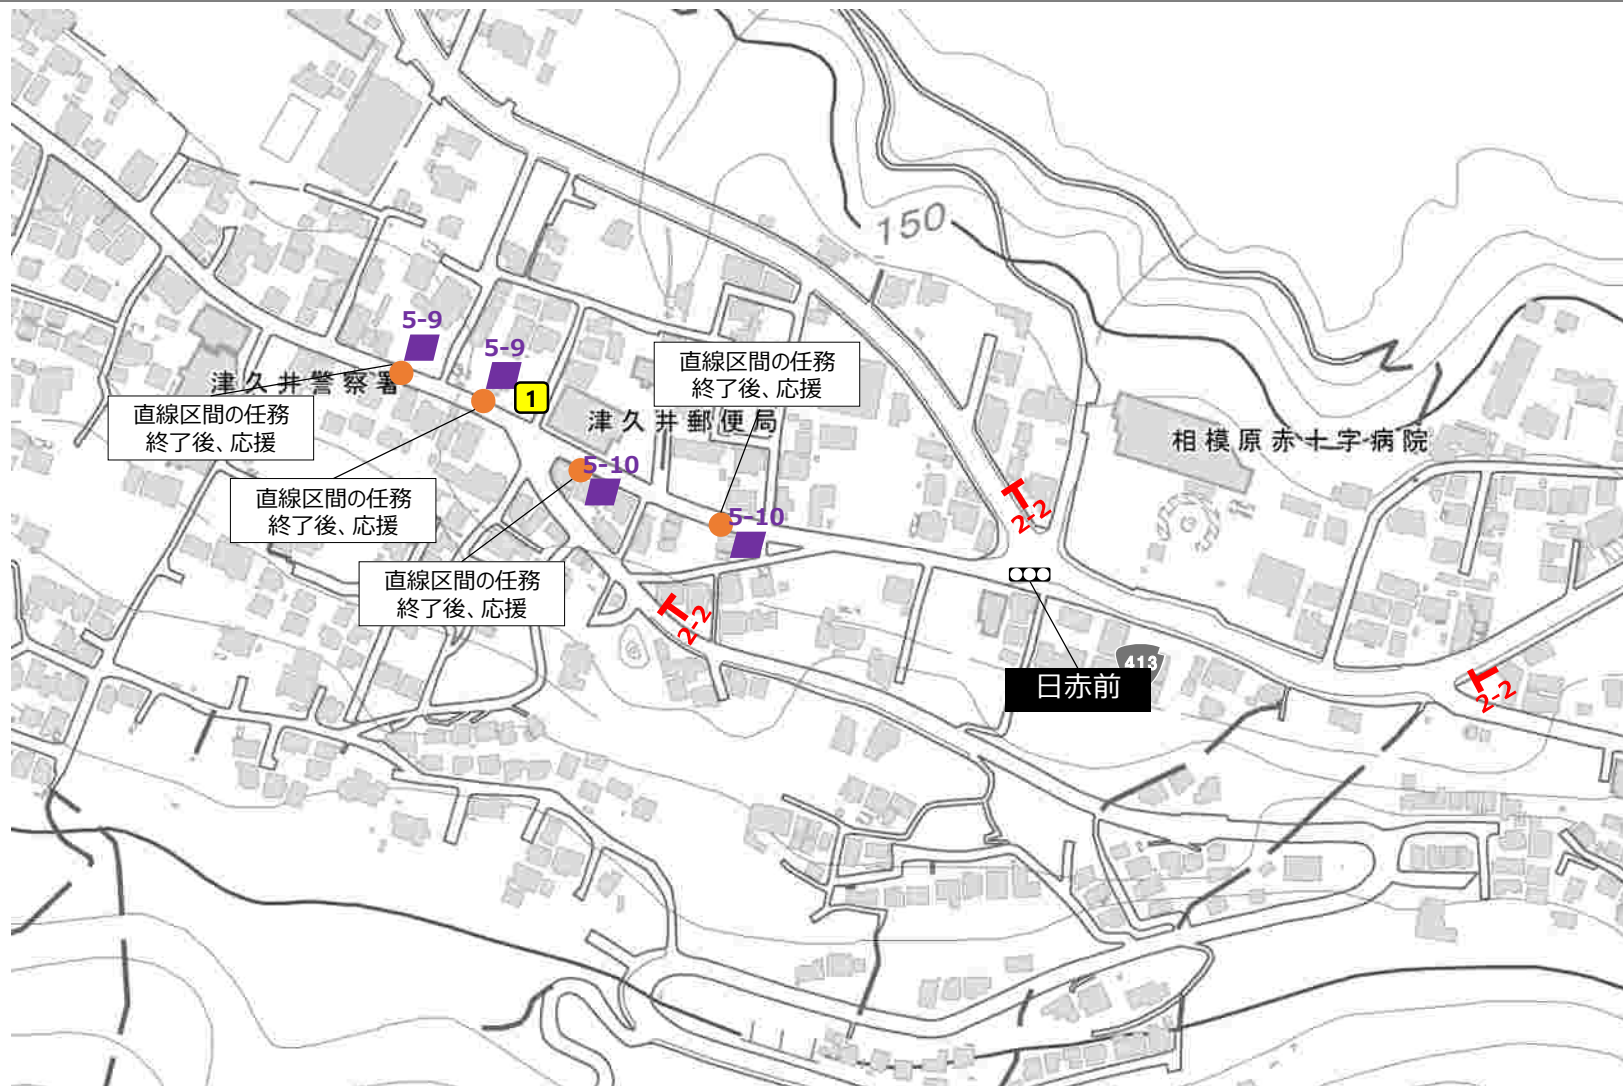 150
5-9
5-9
津久井警察署
1
直線区間の任務
終了後、応援
直線区間の任務
終了後、応援
津久井郵便局
相模原赤十字病院
直線区間の任務
終了後、応援
5-10
5-10
2-2
直線区間の任務
終了後、応援
2-2
413
日赤前
2-2